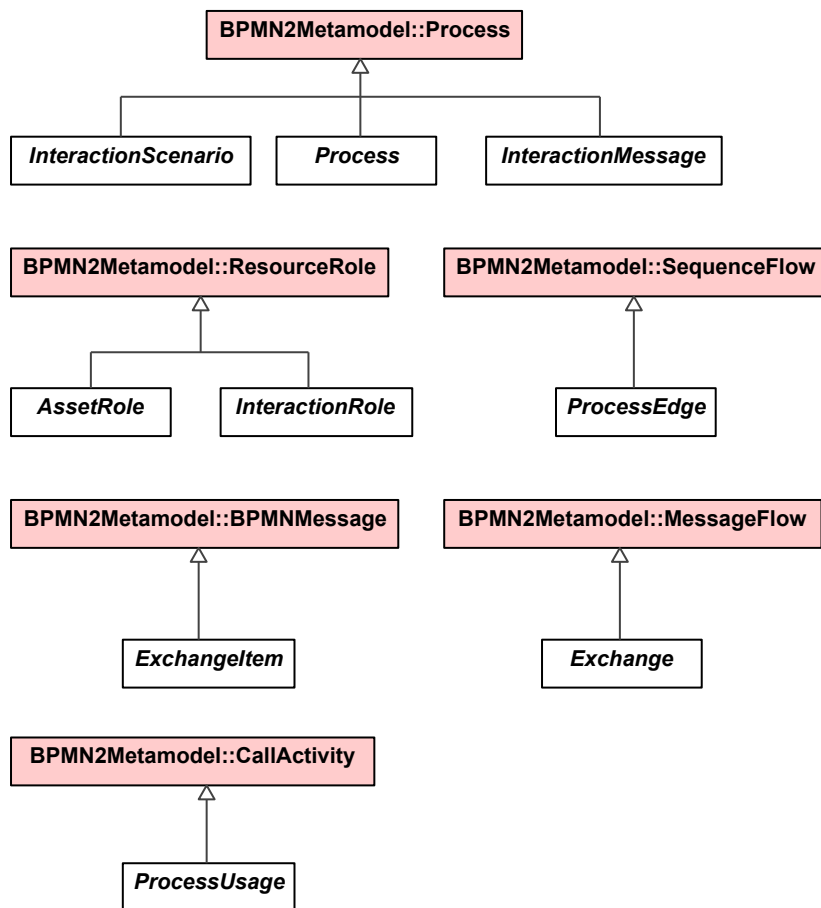 BPMN2Metamodel::Process
InteractionScenario
Process
InteractionMessage
BPMN2Metamodel::ResourceRole
BPMN2Metamodel::SequenceFlow
AssetRole
InteractionRole
ProcessEdge
BPMN2Metamodel::BPMNMessage
BPMN2Metamodel::MessageFlow
ExchangeItem
Exchange
BPMN2Metamodel::CallActivity
ProcessUsage